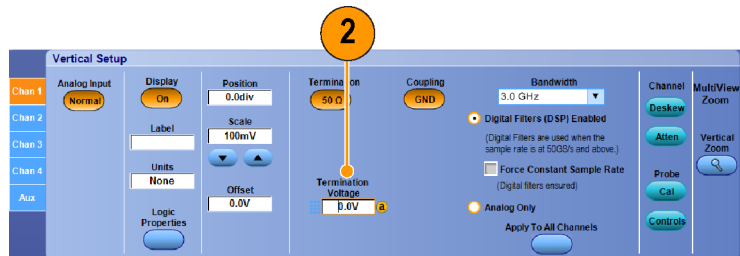 2
Vertical Setup
Chan 1
Chan 2
Chan 3
Chan 4
Aux
Analog Input
Normal
Display
On
Label
Units
None
Logic
Properties
Position
0.0div
Scale
100mV
Offset
0.0V
Termination
50 Ω
Termination
Voltage
0.0V
a
Coupling
GND
Bandwidth
3.0 GHz
Digital Filters (DSP) Enabled
(Digital Filters are used when the
sample rate is at 50GS/s and above.)
Force Constant Sample Rate
(Digital filters ensured)
Analog Only
Apply To All Channels
Channel
Deskew
Atten
Probe
Cal
Controls
MultiView
Zoom
Vertical
Zoom